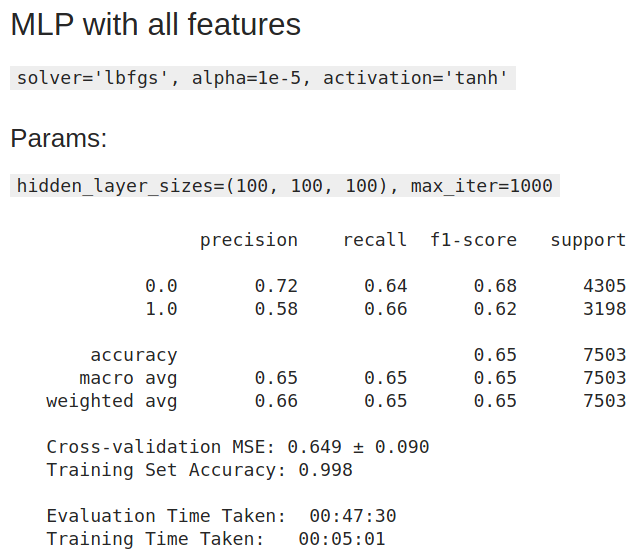 MLP with all features
solver='lbfgs', alpha=1e-5, activation='tanh'
Params:
hidden_layer_sizes=(100, 100, 100), max_iter=1000
precision recall f1-score support
0.0 0.72 0.64 0.68 4305
1.0 0.58 0.66 0.62 3198
accuracy 0.65 7503
macro avg 0.65 0.65 0.65 7503
weighted avg 0.66 0.65 0.65 7503
Cross-validation MSE: 0.649 ± 0.090
Training Set Accuracy: 0.998
Evaluation Time Taken: 00:47:30
Training Time Taken: 00:05:01